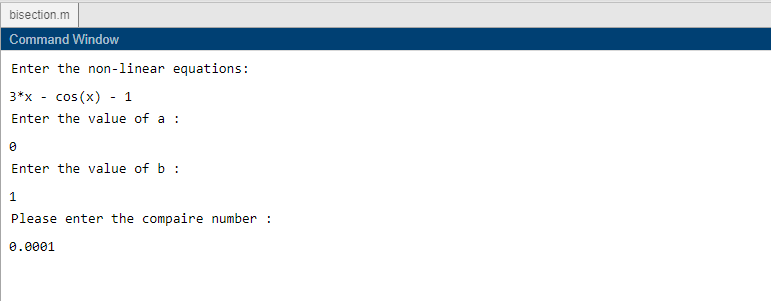 bisection.m
Command Window
Enter the non-linear equations:
3*x - cos(x) - 1
Enter the value of a :
0
Enter the value of b :
1
Please enter the compaire number :
0.0001